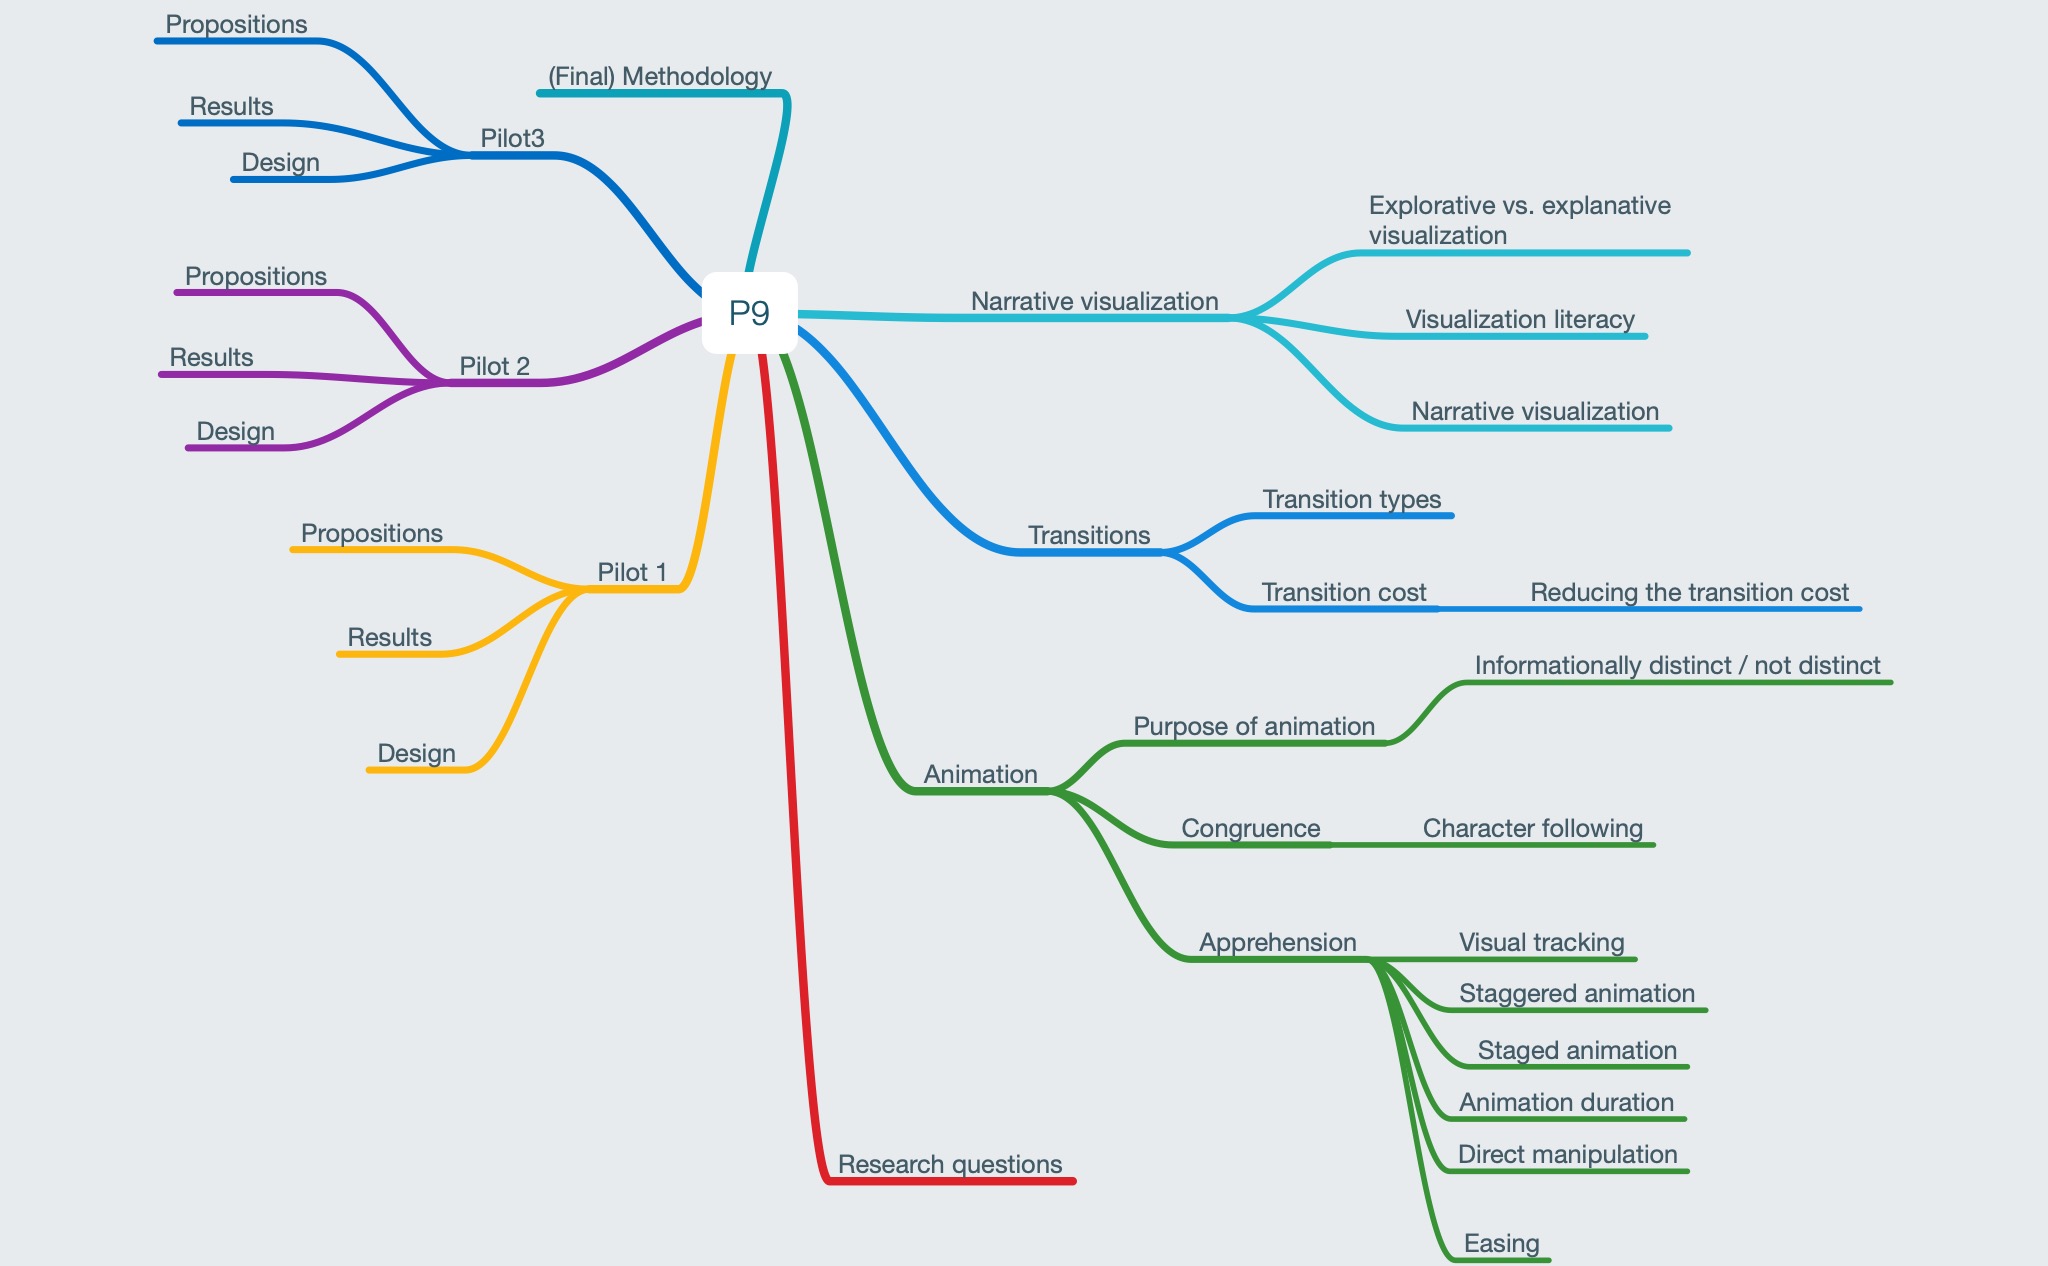 Propositions
Results
Design
Pilot3
(Final) Methodology
Propositions
Results
Design
Pilot 2
Propositions
Results
Design
Pilot 1
P9
Narrative visualization
Explorative vs. explanative
visualization
Visualization literacy
Narrative visualization
Transitions
Transition types
Transition cost
Reducing the transition cost
Animation
Purpose of animation
Informationally distinct / not distinct
Congruence
Character following
Apprehension
Visual tracking
Staggered animation
Staged animation
Animation duration
Direct manipulation
Easing
Research questions